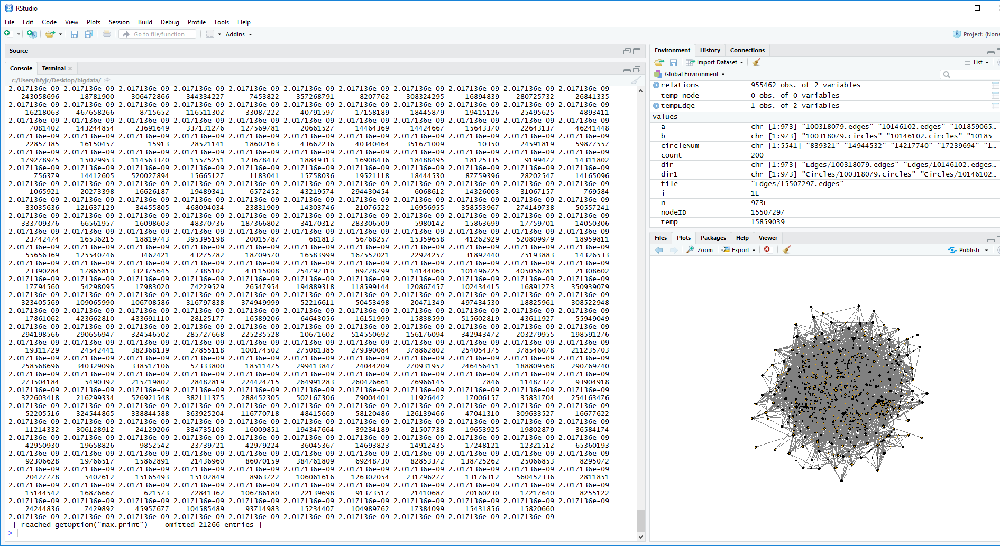 RStudio
File Edit Code View Plots Session Build Debug Profile Tools Help
Go to file/function Addins Project: (None
Source
Console Terminal
c:/Users/hfyjc/Desktop/bigdata/
2.017136e-09 2.017136e-09 2.017136e-09 2.017136e-09 2.017136e-09 2.017136e-09 2.017136e-09 2.017136e-09 2.017136e-09 2.017136e-09 2.017136e-09
243058696 18781900 306472866 344334227 7453822 357268791 8207762 308324295 16894839 280725732 26841335
2.017136e-09 2.017136e-09 2.017136e-09 2.017136e-09 2.017136e-09 2.017136e-09 2.017136e-09 2.017136e-09 2.017136e-09 2.017136e-09 2.017136e-09
16218063 467658266 8715652 116511302 33087222 40791597 17158189 18445879 19415126 25495625 4893411
2.017136e-09 2.017136e-09 2.017136e-09 2.017136e-09 2.017136e-09 2.017136e-09 2.017136e-09 2.017136e-09 2.017136e-09 2.017136e-09 2.017136e-09
7081402 143244854 23691649 337131276 127569781 20661527 14464369 14424667 15643370 22643137 46241448
2.017136e-09 2.017136e-09 2.017136e-09 2.017136e-09 2.017136e-09 2.017136e-09 2.017136e-09 2.017136e-09 2.017136e-09 2.017136e-09 2.017136e-09
22857385 16150457 15913 28521141 18602163 43662236 40340464 351671009 10350 24591819 59877557
2.017136e-09 2.017136e-09 2.017136e-09 2.017136e-09 2.017136e-09 2.017136e-09 2.017136e-09 2.017136e-09 2.017136e-09 2.017136e-09 2.017136e-09
179278975 15029953 114563370 15575251 123678437 18849313 16908436 18488495 18125335 9199472 14311802
2.017136e-09 2.017136e-09 2.017136e-09 2.017136e-09 2.017136e-09 2.017136e-09 2.017136e-09 2.017136e-09 2.017136e-09 2.017136e-09 2.017136e-09
756379 14412605 520027894 15665127 1183041 15758036 19521118 18444530 87759396 28202547 14165096
2.017136e-09 2.017136e-09 2.017136e-09 2.017136e-09 2.017136e-09 2.017136e-09 2.017136e-09 2.017136e-09 2.017136e-09 2.017136e-09 2.017136e-09
1065921 20273398 16626187 19489341 6572452 43219574 294430454 6068612 14326003 31067157 769584
2.017136e-09 2.017136e-09 2.017136e-09 2.017136e-09 2.017136e-09 2.017136e-09 2.017136e-09 2.017136e-09 2.017136e-09 2.017136e-09 2.017136e-09
33035636 121637129 34455805 468094034 23831909 14303746 21076522 16956955 358553967 274149738 50557241
2.017136e-09 2.017136e-09 2.017136e-09 2.017136e-09 2.017136e-09 2.017136e-09 2.017136e-09 2.017136e-09 2.017136e-09 2.017136e-09 2.017136e-09
333709376 66561957 16098603 48370736 187366802 34170312 283306509 5980142 15863699 17759701 14050306
2.017136e-09 2.017136e-09 2.017136e-09 2.017136e-09 2.017136e-09 2.017136e-09 2.017136e-09 2.017136e-09 2.017136e-09 2.017136e-09 2.017136e-09
23742474 16536215 18819743 395395198 20015787 681813 56768257 15359658 41262929 520809979 18959811
2.017136e-09 2.017136e-09 2.017136e-09 2.017136e-09 2.017136e-09 2.017136e-09 2.017136e-09 2.017136e-09 2.017136e-09 2.017136e-09 2.017136e-09
55656369 125540746 3462421 43275782 18709570 16583999 167552021 22924257 31892440 75193883 14326533
2.017136e-09 2.017136e-09 2.017136e-09 2.017136e-09 2.017136e-09 2.017136e-09 2.017136e-09 2.017136e-09 2.017136e-09 2.017136e-09 2.017136e-09
23390284 17865810 332375645 7385102 43115008 254792310 89728799 14144060 101496725 405056781 21308602
2.017136e-09 2.017136e-09 2.017136e-09 2.017136e-09 2.017136e-09 2.017136e-09 2.017136e-09 2.017136e-09 2.017136e-09 2.017136e-09 2.017136e-09
17794560 54298095 17983020 74229529 26547954 194889318 118599144 120867457 102434415 16891273 350939079
2.017136e-09 2.017136e-09 2.017136e-09 2.017136e-09 2.017136e-09 2.017136e-09 2.017136e-09 2.017136e-09 2.017136e-09 2.017136e-09 2.017136e-09
323405569 109065990 106708586 316797838 374949999 52216611 50453498 20471349 497434530 18825961 308522948
2.017136e-09 2.017136e-09 2.017136e-09 2.017136e-09 2.017136e-09 2.017136e-09 2.017136e-09 2.017136e-09 2.017136e-09 2.017136e-09 2.017136e-09
17861062 423662810 433691110 28125177 16589206 64643056 16151999 15838599 515602819 43611927 55949049
2.017136e-09 2.017136e-09 2.017136e-09 2.017136e-09 2.017136e-09 2.017136e-09 2.017136e-09 2.017136e-09 2.017136e-09 2.017136e-09 2.017136e-09
294198566 290656947 324546502 285727668 225235528 10671602 514550692 156176094 342943472 203279955 198591276
2.017136e-09 2.017136e-09 2.017136e-09 2.017136e-09 2.017136e-09 2.017136e-09 2.017136e-09 2.017136e-09 2.017136e-09 2.017136e-09 2.017136e-09
19311729 24542441 382368139 27855118 100174502 275081385 279390084 378862802 254054375 378546078 211235703
2.017136e-09 2.017136e-09 2.017136e-09 2.017136e-09 2.017136e-09 2.017136e-09 2.017136e-09 2.017136e-09 2.017136e-09 2.017136e-09 2.017136e-09
258568696 340329096 338517106 57333800 18511475 299413847 24044209 270931952 246456451 188809568 290769740
2.017136e-09 2.017136e-09 2.017136e-09 2.017136e-09 2.017136e-09 2.017136e-09 2.017136e-09 2.017136e-09 2.017136e-09 2.017136e-09 2.017136e-09
273504184 5490392 215719802 28482819 224424715 264991283 260426661 76966145 7846 11487372 93904918
2.017136e-09 2.017136e-09 2.017136e-09 2.017136e-09 2.017136e-09 2.017136e-09 2.017136e-09 2.017136e-09 2.017136e-09 2.017136e-09 2.017136e-09
322603418 216299334 526921548 382111375 288452305 502167306 79004401 11926442 17006157 35831704 254163476
2.017136e-09 2.017136e-09 2.017136e-09 2.017136e-09 2.017136e-09 2.017136e-09 2.017136e-09 2.017136e-09 2.017136e-09 2.017136e-09 2.017136e-09
52205516 324544865 338844588 363925204 116770718 48415669 58120486 126139466 47041310 309633527 16677622
2.017136e-09 2.017136e-09 2.017136e-09 2.017136e-09 2.017136e-09 2.017136e-09 2.017136e-09 2.017136e-09 2.017136e-09 2.017136e-09 2.017136e-09
11214332 306128912 24129206 334735103 16009851 194347664 39234189 21507738 19653925 19802879 36584174
2.017136e-09 2.017136e-09 2.017136e-09 2.017136e-09 2.017136e-09 2.017136e-09 2.017136e-09 2.017136e-09 2.017136e-09 2.017136e-09 2.017136e-09
42950930 19658826 9852542 23739721 42979224 36045367 14693823 14912435 17248121 12321512 65360193
2.017136e-09 2.017136e-09 2.017136e-09 2.017136e-09 2.017136e-09 2.017136e-09 2.017136e-09 2.017136e-09 2.017136e-09 2.017136e-09 2.017136e-09
92306628 19766517 15862891 21436960 86070159 384761809 69248730 82853372 138725262 25066853 8295072
2.017136e-09 2.017136e-09 2.017136e-09 2.017136e-09 2.017136e-09 2.017136e-09 2.017136e-09 2.017136e-09 2.017136e-09 2.017136e-09 2.017136e-09
20427778 5402612 15165493 15102849 8963722 106061616 126302054 231796277 13176312 560452336 2811851
2.017136e-09 2.017136e-09 2.017136e-09 2.017136e-09 2.017136e-09 2.017136e-09 2.017136e-09 2.017136e-09 2.017136e-09 2.017136e-09 2.017136e-09
15144542 16876667 621573 72841362 106786180 22139698 91373517 21410687 70160230 17217640 8255122
2.017136e-09 2.017136e-09 2.017136e-09 2.017136e-09 2.017136e-09 2.017136e-09 2.017136e-09 2.017136e-09 2.017136e-09 2.017136e-09 2.017136e-09
24244836 7429892 45957677 104585489 93714983 15234407 104989762 17384099 15431856 15820660
2.017136e-09 2.017136e-09 2.017136e-09 2.017136e-09 2.017136e-09 2.017136e-09 2.017136e-09 2.017136e-09 2.017136e-09 2.017136e-09
[ reached getOption("max.print") -- omitted 21266 entries ]
>
Environment History Connections
Import Dataset List
Global Environment
relations 955462 obs. of 2 variables
temp_node 0 obs. of 0 variables
tempEdge 1 obs. of 2 variables
Values
a chr [1:973] "100318079.edges" "10146102.edges" "101859065…
b chr [1:973] "100318079.circles" "10146102.circles" "10185…
circleNum chr [1:5541] "839321" "14944532" "14217740" "17239694" "1…
count 200
dir chr [1:973] "Edges/100318079.edges" "Edges/10146102.edges…
dir1 chr [1:973] "Circles/100318079.circles" "Circles/10146102…
file "Edges/15507297.edges"
i 1L
n 973L
nodeID 15507297
temp 15859039
Files Plots Packages Help Viewer
Zoom Export Publish